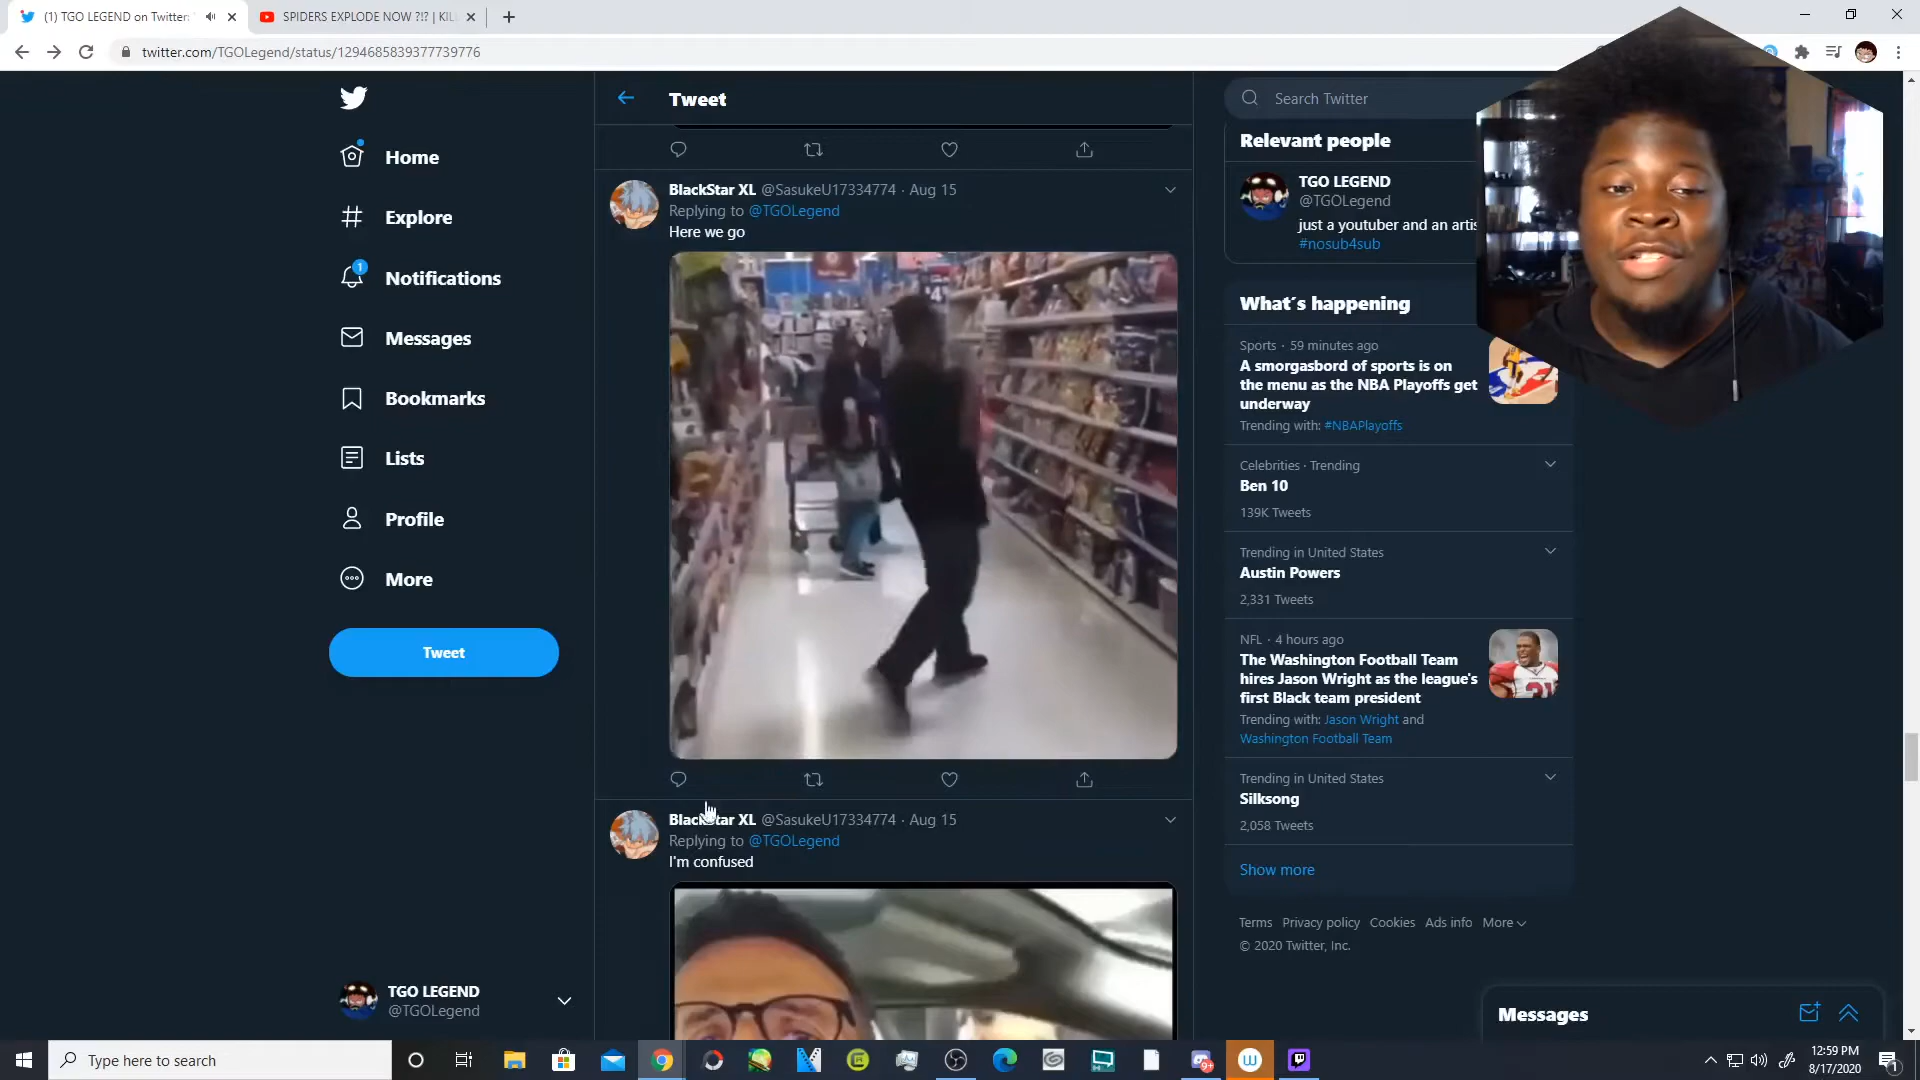 (1) TGO LEGEND on Twitter:
SPIDERS EXPLODE NOW ?!? | KIL
twitter.com/TGOLegend/status/1294685839377739776
Home
Explore
1
Notifications
Messages
Bookmarks
Lists
Profile
More
Tweet
TGO LEGEND
@TGOLegend
Tweet
BlackStar XL @SasukeU17334774 · Aug 15
Replying to @TGOLegend
Here we go
BlackStar XL @SasukeU17334774 · Aug 15
Replying to @TGOLegend
I'm confused
Search Twitter
Relevant people
TGO LEGEND
@TGOLegend
just a youtuber and an artis
#nosub4sub
What's happening
Sports · 59 minutes ago
A smorgasbord of sports is on
the menu as the NBA Playoffs get
underway
Trending with: #NBAPlayoffs
Celebrities · Trending
Ben 10
139K Tweets
Trending in United States
Austin Powers
2,331 Tweets
NFL · 4 hours ago
The Washington Football Team
hires Jason Wright as the league's
first Black team president
Trending with: Jason Wright and
Washington Football Team
Trending in United States
Silksong
2,058 Tweets
Show more
Terms Privacy policy Cookies Ads info More
© 2020 Twitter, Inc.
Messages
Type here to search
12:59 PM
8/17/2020